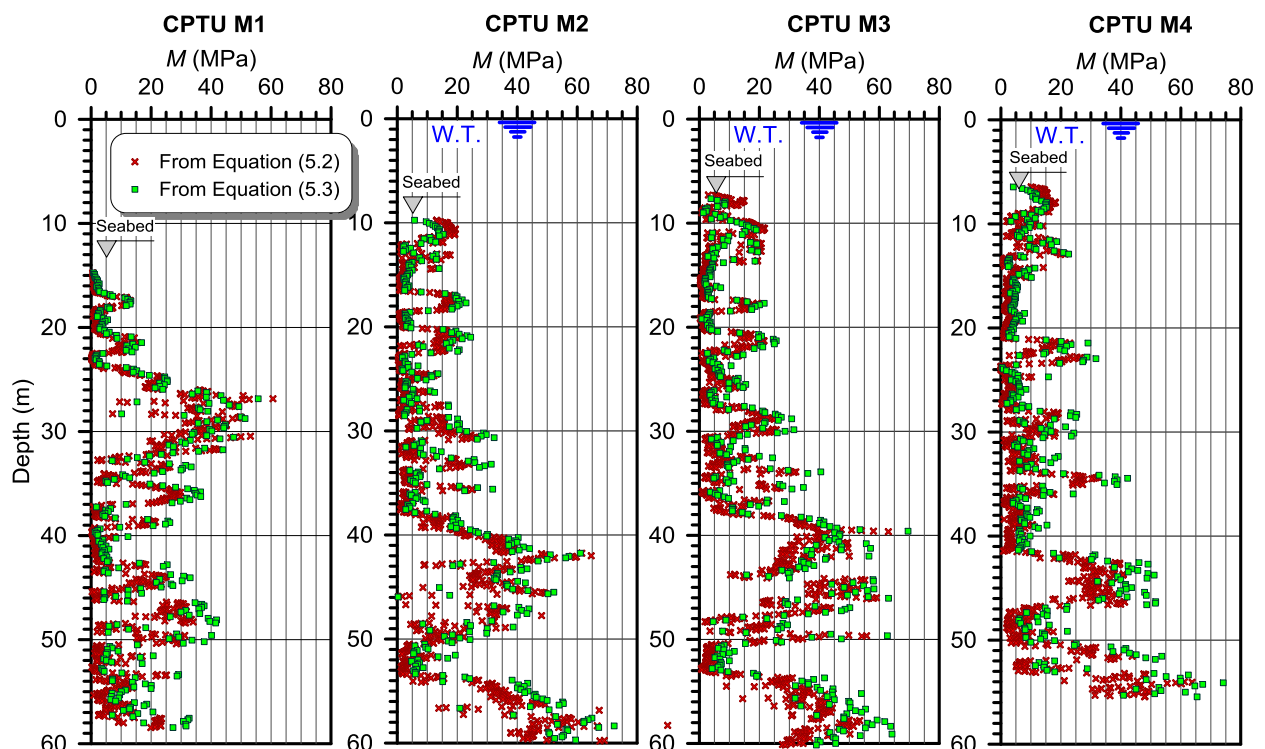 CPTU M1 CPTU M2 CPTU M3 CPTU M4
M (MPa) M (MPa) M (MPa) M (MPa)
0 20 40 60 80 0 20 40 60 80 0 20 40 60 80 0 20 40 60 80
0 0 0 0
W.T. W.T. W.T.
From Equation (5.2)
From Equation (5.3)
Seabed Seabed Seabed Seabed
10 10 10 10
20 20 20 20
30 30 30 30
Depth (m)
40 40 40 40
50 50 50 50
60 60 60 60